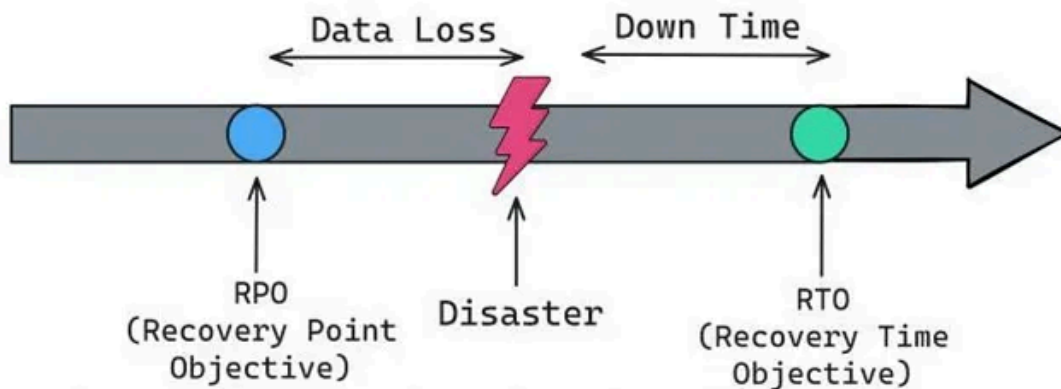 Data Loss
Down Time
RPO
(Recovery Point
Objective)
Disaster
RTO
(Recovery Time
Objective)